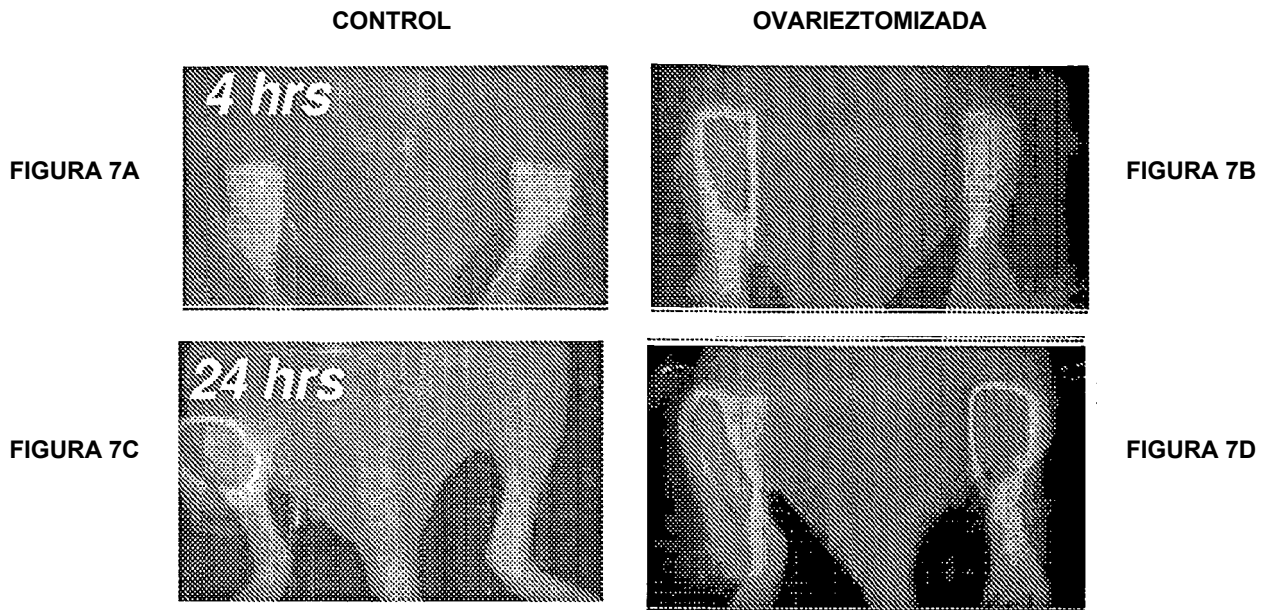 CONTROL
OVARIEZTOMIZADA
FIGURA 7A
4 hrs
FIGURA 7B
FIGURA 7C
24 hrs
FIGURA 7D